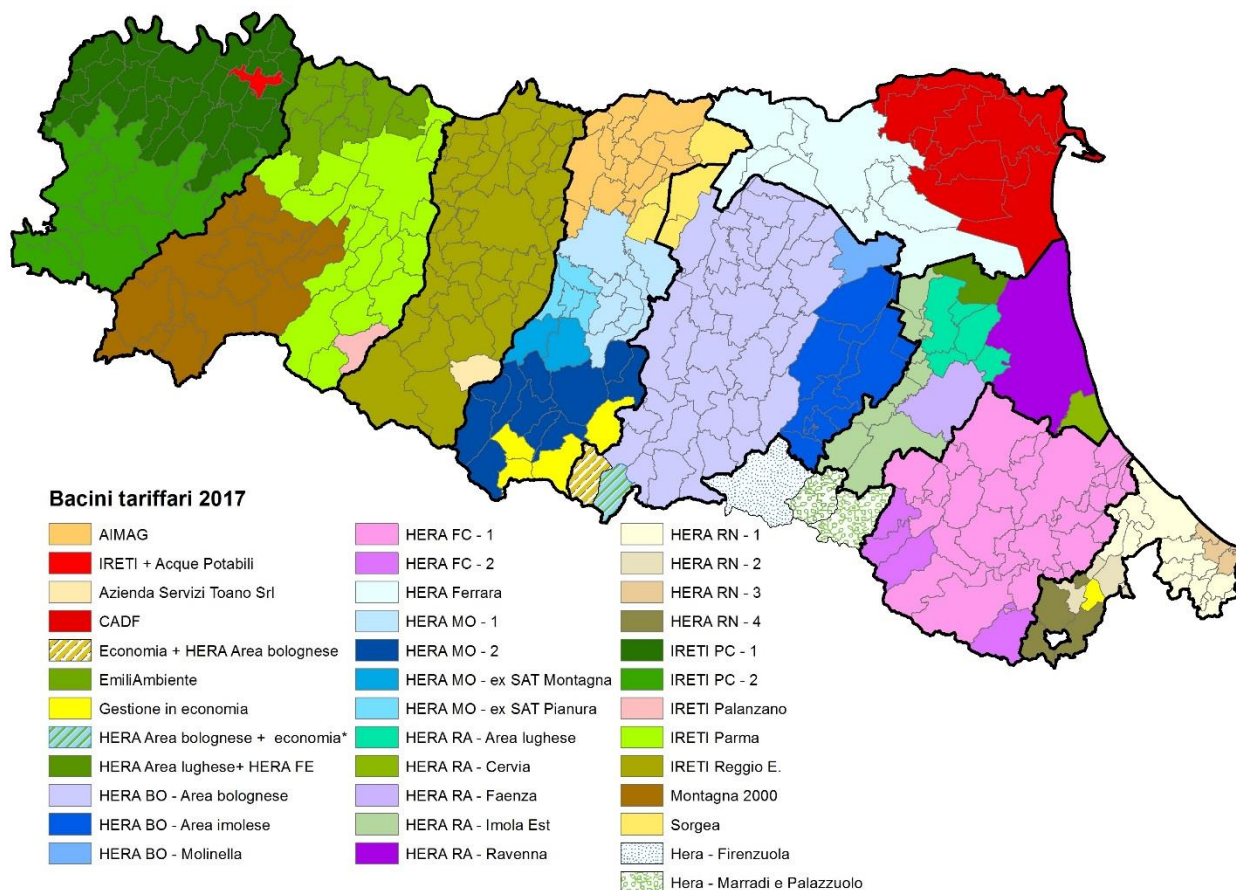 Bacini tariffari 2017
AIMAG
IRETI + Acque Potabili
Azienda Servizi Toano Srl
CADF
Economia + HERA Area bolognese
EmiliAmbiente
Gestione in economia
HERA Area bolognese + economia*
HERA Area lughese+ HERA FE
HERA BO - Area bolognese
HERA BO - Area imolese
HERA BO - Molinella
HERA FC - 1
HERA FC - 2
HERA Ferrara
HERA MO - 1
HERA MO - 2
HERA MO - ex SAT Montagna
HERA MO - ex SAT Pianura
HERA RA - Area lughese
HERA RA - Cervia
HERA RA - Faenza
HERA RA - Imola Est
HERA RA - Ravenna
HERA RN - 1
HERA RN - 2
HERA RN - 3
HERA RN - 4
IRETI PC - 1
IRETI PC - 2
IRETI Palanzano
IRETI Parma
IRETI Reggio E.
Montagna 2000
Sorgea
Hera - Firenzuola
Hera - Marradi e Palazzuolo